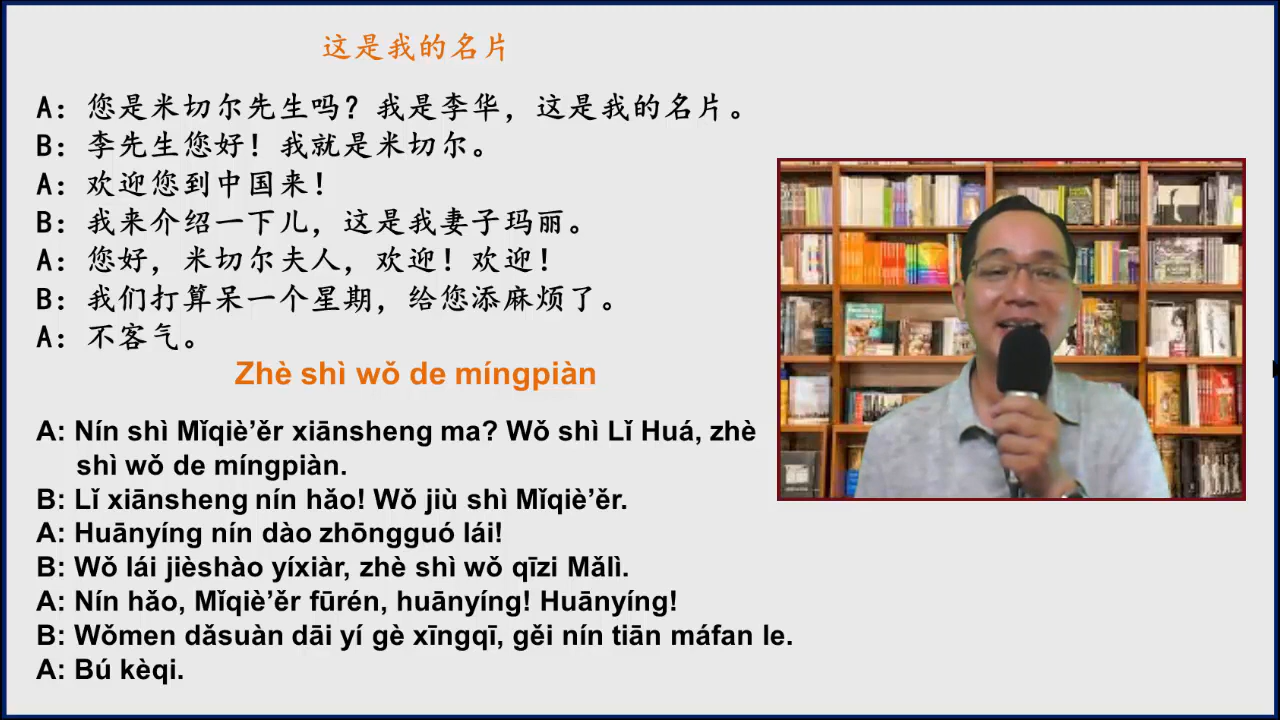 这是我的名片
A：您是米切尔先生吗？我是李华，这是我的名片。
B：李先生您好！我就是米切尔。
A：欢迎您到中国来！
B：我来介绍一下儿，这是我妻子玛丽。
A：您好，米切尔夫人，欢迎！欢迎！
B：我们打算呆一个星期，给您添麻烦了。
A：不客气。
Zhè shì wǒ de míngpiàn
A: Nín shì Mǐqiè’ěr xiānsheng ma? Wǒ shì Lǐ Huá, zhè
shì wǒ de míngpiàn.
B: Lǐ xiānsheng nín hǎo! Wǒ jiù shì Mǐqiè’ěr.
A: Huānyíng nín dào zhōngguó lái!
B: Wǒ lái jièshào yíxiàr, zhè shì wǒ qīzi Mǎlì.
A: Nín hǎo, Mǐqiè’ěr fūrén, huānyíng! Huānyíng!
B: Wǒmen dǎsuàn dāi yí gè xīngqī, gěi nín tiān máfan le.
A: Bú kèqi.